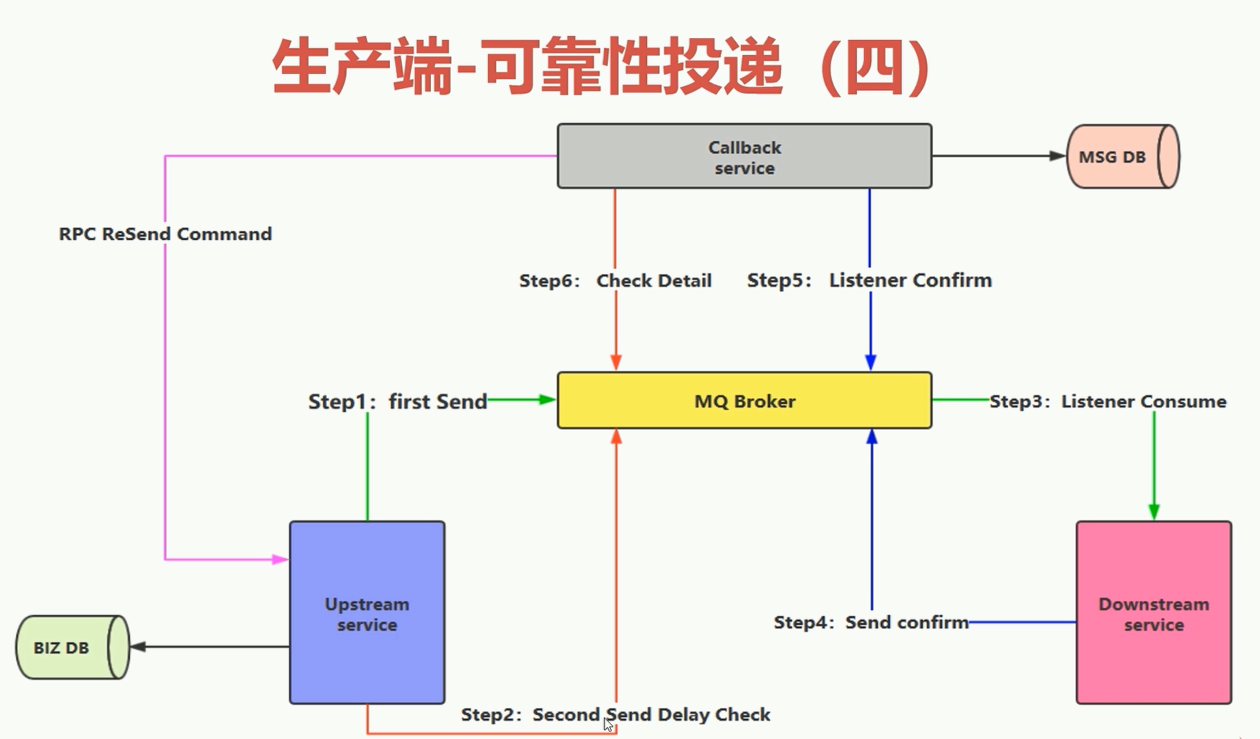 生产端-可靠性投递（四）
Callback
service
MSG DB
RPC ReSend Command
Step6： Check Detail
Step5： Listener Confirm
Step1：first Send
MQ Broker
Step3：Listener Consume
Upstream
service
Downstream
service
Step4：Send confirm
BIZ DB
Step2：Second Send Delay Check